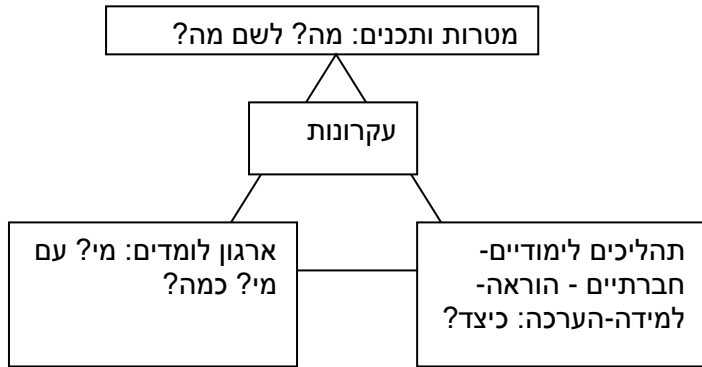 מטרות ותכנים: מה? לשם מה?
עקרונות
תהליכים לימודיים-
חברתיים - הוראה-
למידה-הערכה: כיצד?
ארגון לומדים: מי? עם
מי? כמה?